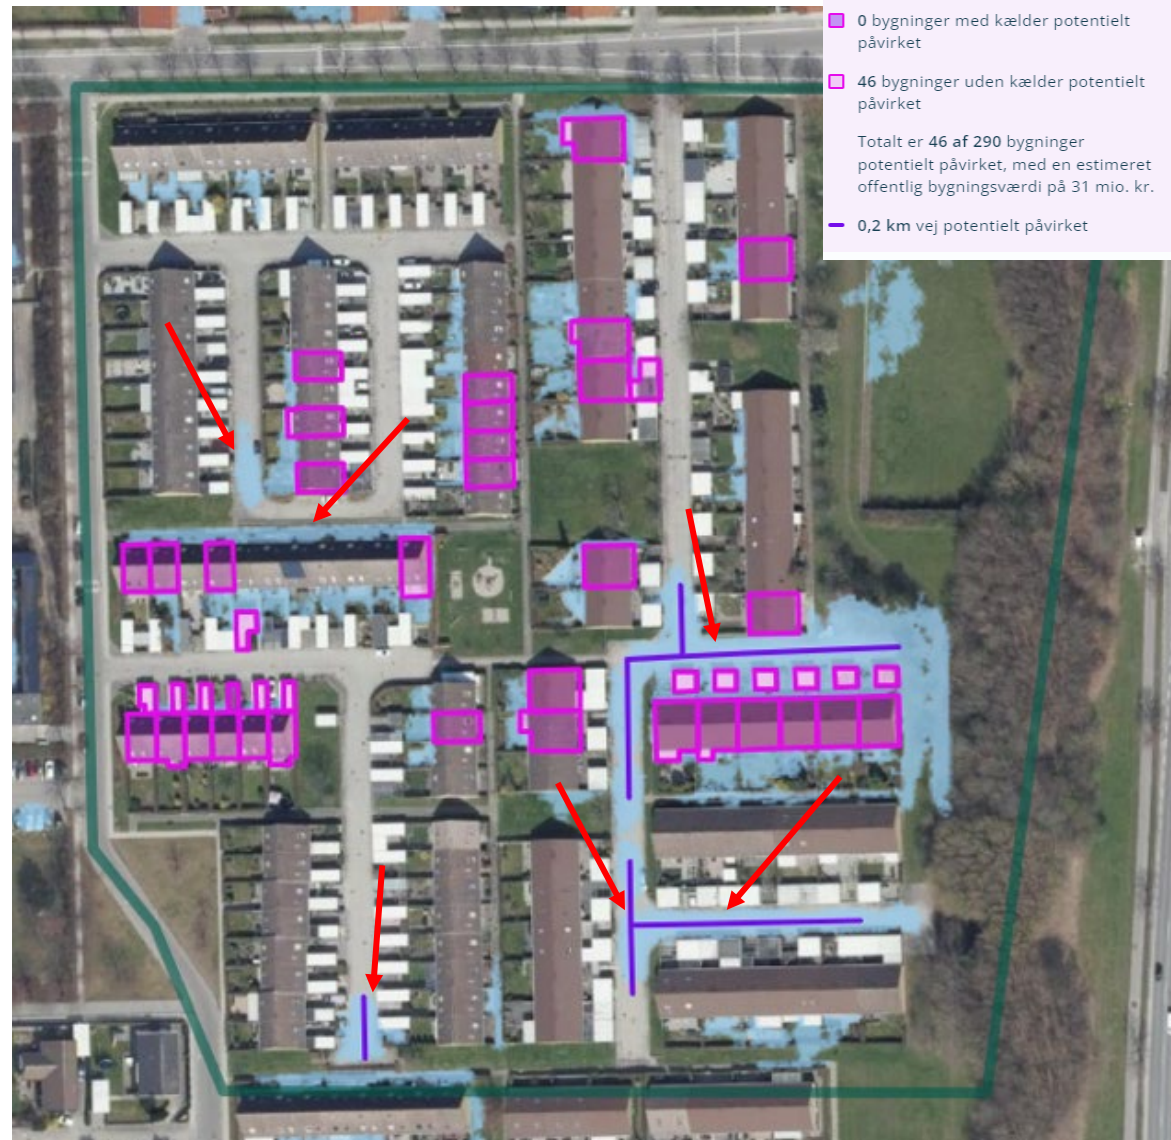 0 bygninger med kælder potentielt
påvirket
46 bygninger uden kælder potentielt
påvirket
Totalt er 46 af 290 bygninger
potentielt påvirket, med en estimeret
offentlig bygningsværdi på 31 mio. kr.
0,2 km vej potentielt påvirket